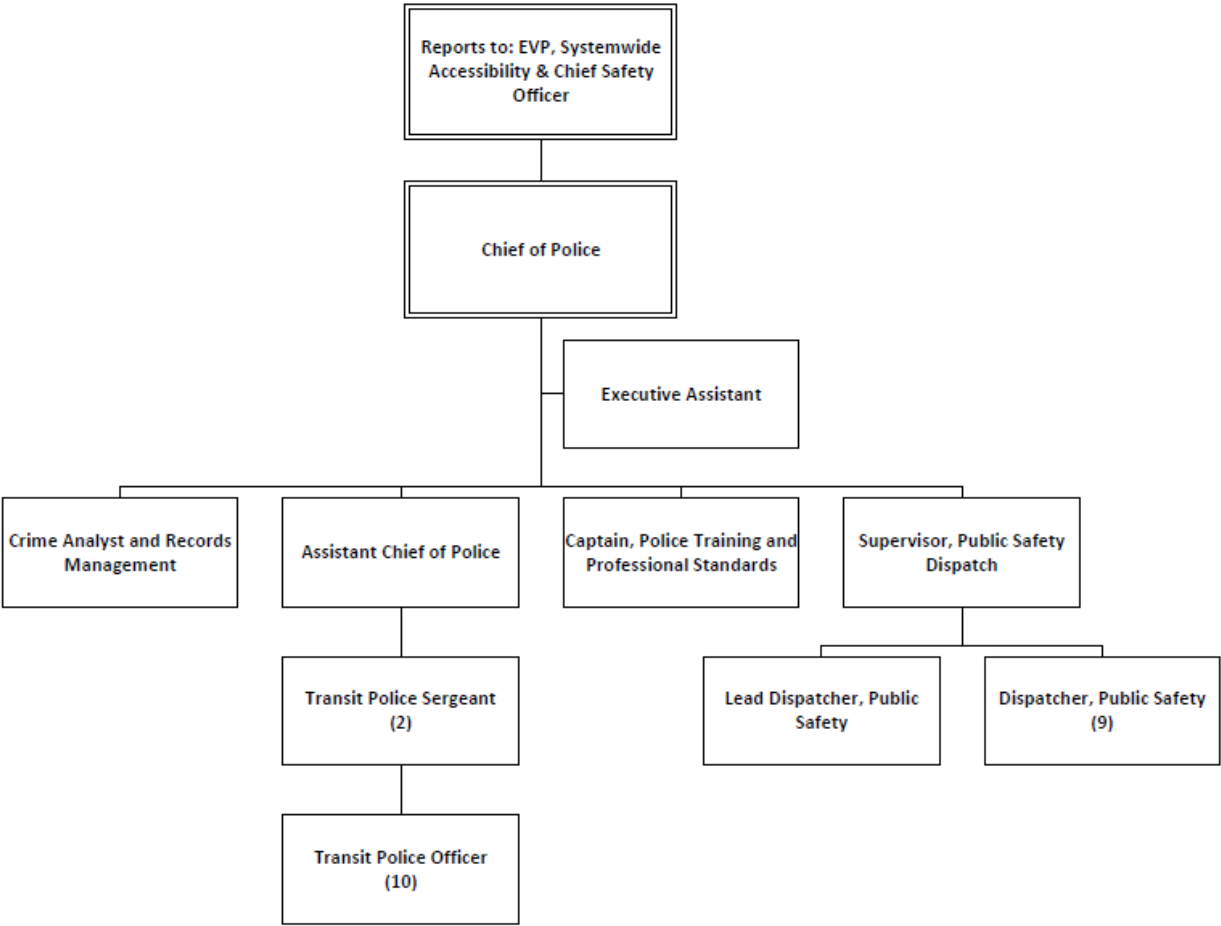 Reports to: EVP, Systemwide
Accessibility & Chief Safety
Officer
Chief of Police
Executive Assistant
Crime Analyst and Records
Management
Assistant Chief of Police
Captain, Police Training and
Professional Standards
Supervisor, Public Safety
Dispatch
Transit Police Sergeant
(2)
Lead Dispatcher, Public
Safety
Dispatcher, Public Safety
(9)
Transit Police Officer
(10)